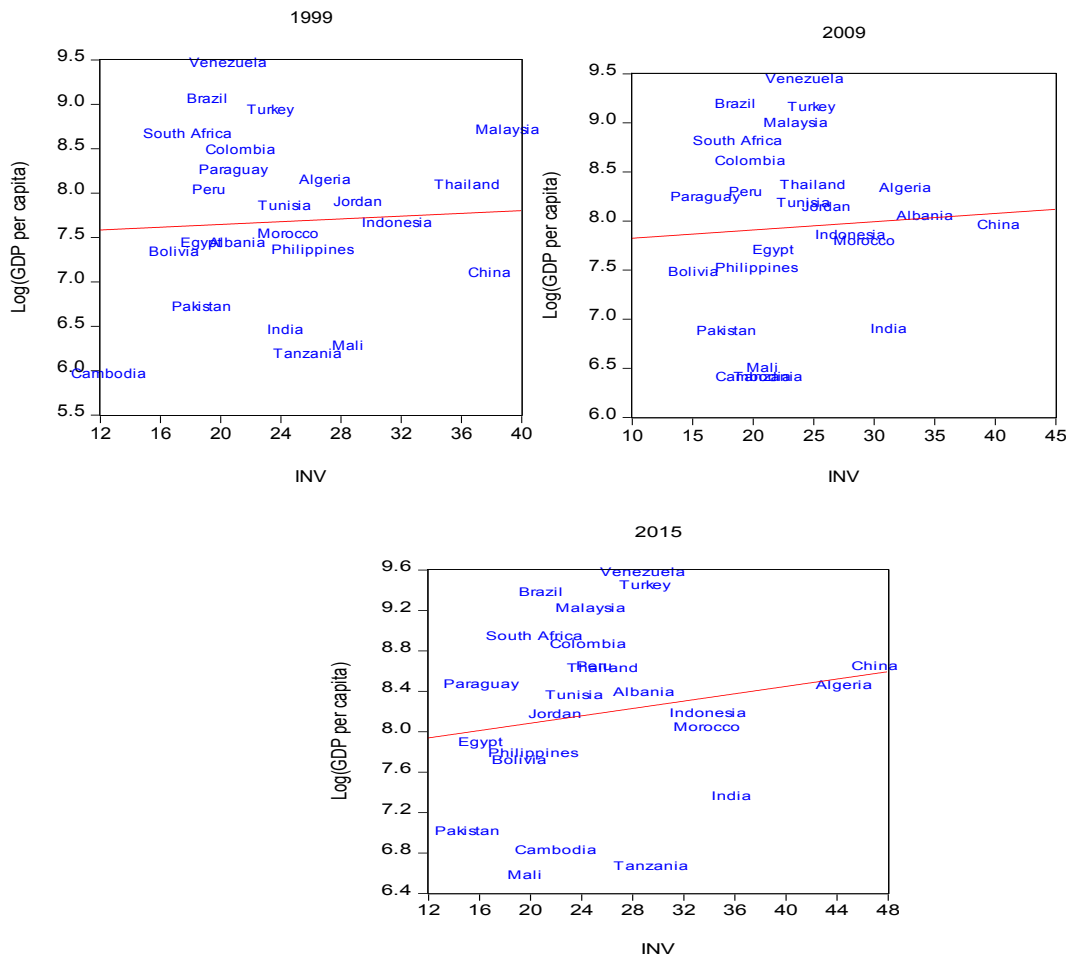 1999
Log(GDP per capita)
9.5
9.0
8.5
8.0
7.5
7.0
6.5
6.0
5.5
Venezuela
Brazil
Turkey
South Africa
Malaysia
Colombia
Paraguay
Peru
Algeria
Thailand
Tunisia
Jordan
Indonesia
Morocco
Egypt
Albania
Bolivia
Philippines
China
Pakistan
India
Mali
Tanzania
Cambodia
12 16 20 24 28 32 36 40
INV
2009
Log(GDP per capita)
9.5
9.0
8.5
8.0
7.5
7.0
6.5
6.0
Venezuela
Brazil
Turkey
Malaysia
South Africa
Colombia
Thailand
Algeria
Peru
Paraguay
Tunisia
Jordan
Albania
China
Indonesia
Morocco
Egypt
Philippines
Bolivia
Pakistan
India
Mali
Cambodia
Tanzania
10 15 20 25 30 35 40 45
INV
2015
Log(GDP per capita)
9.6
9.2
8.8
8.4
8.0
7.6
7.2
6.8
6.4
Venezuela
Turkey
Brazil
Malaysia
South Africa
Colombia
Peru
Thailand
China
Paraguay
Algeria
Tunisia
Albania
Jordan
Indonesia
Morocco
Egypt
Philippines
Bolivia
India
Pakistan
Cambodia
Tanzania
Mali
12 16 20 24 28 32 36 40 44 48
INV